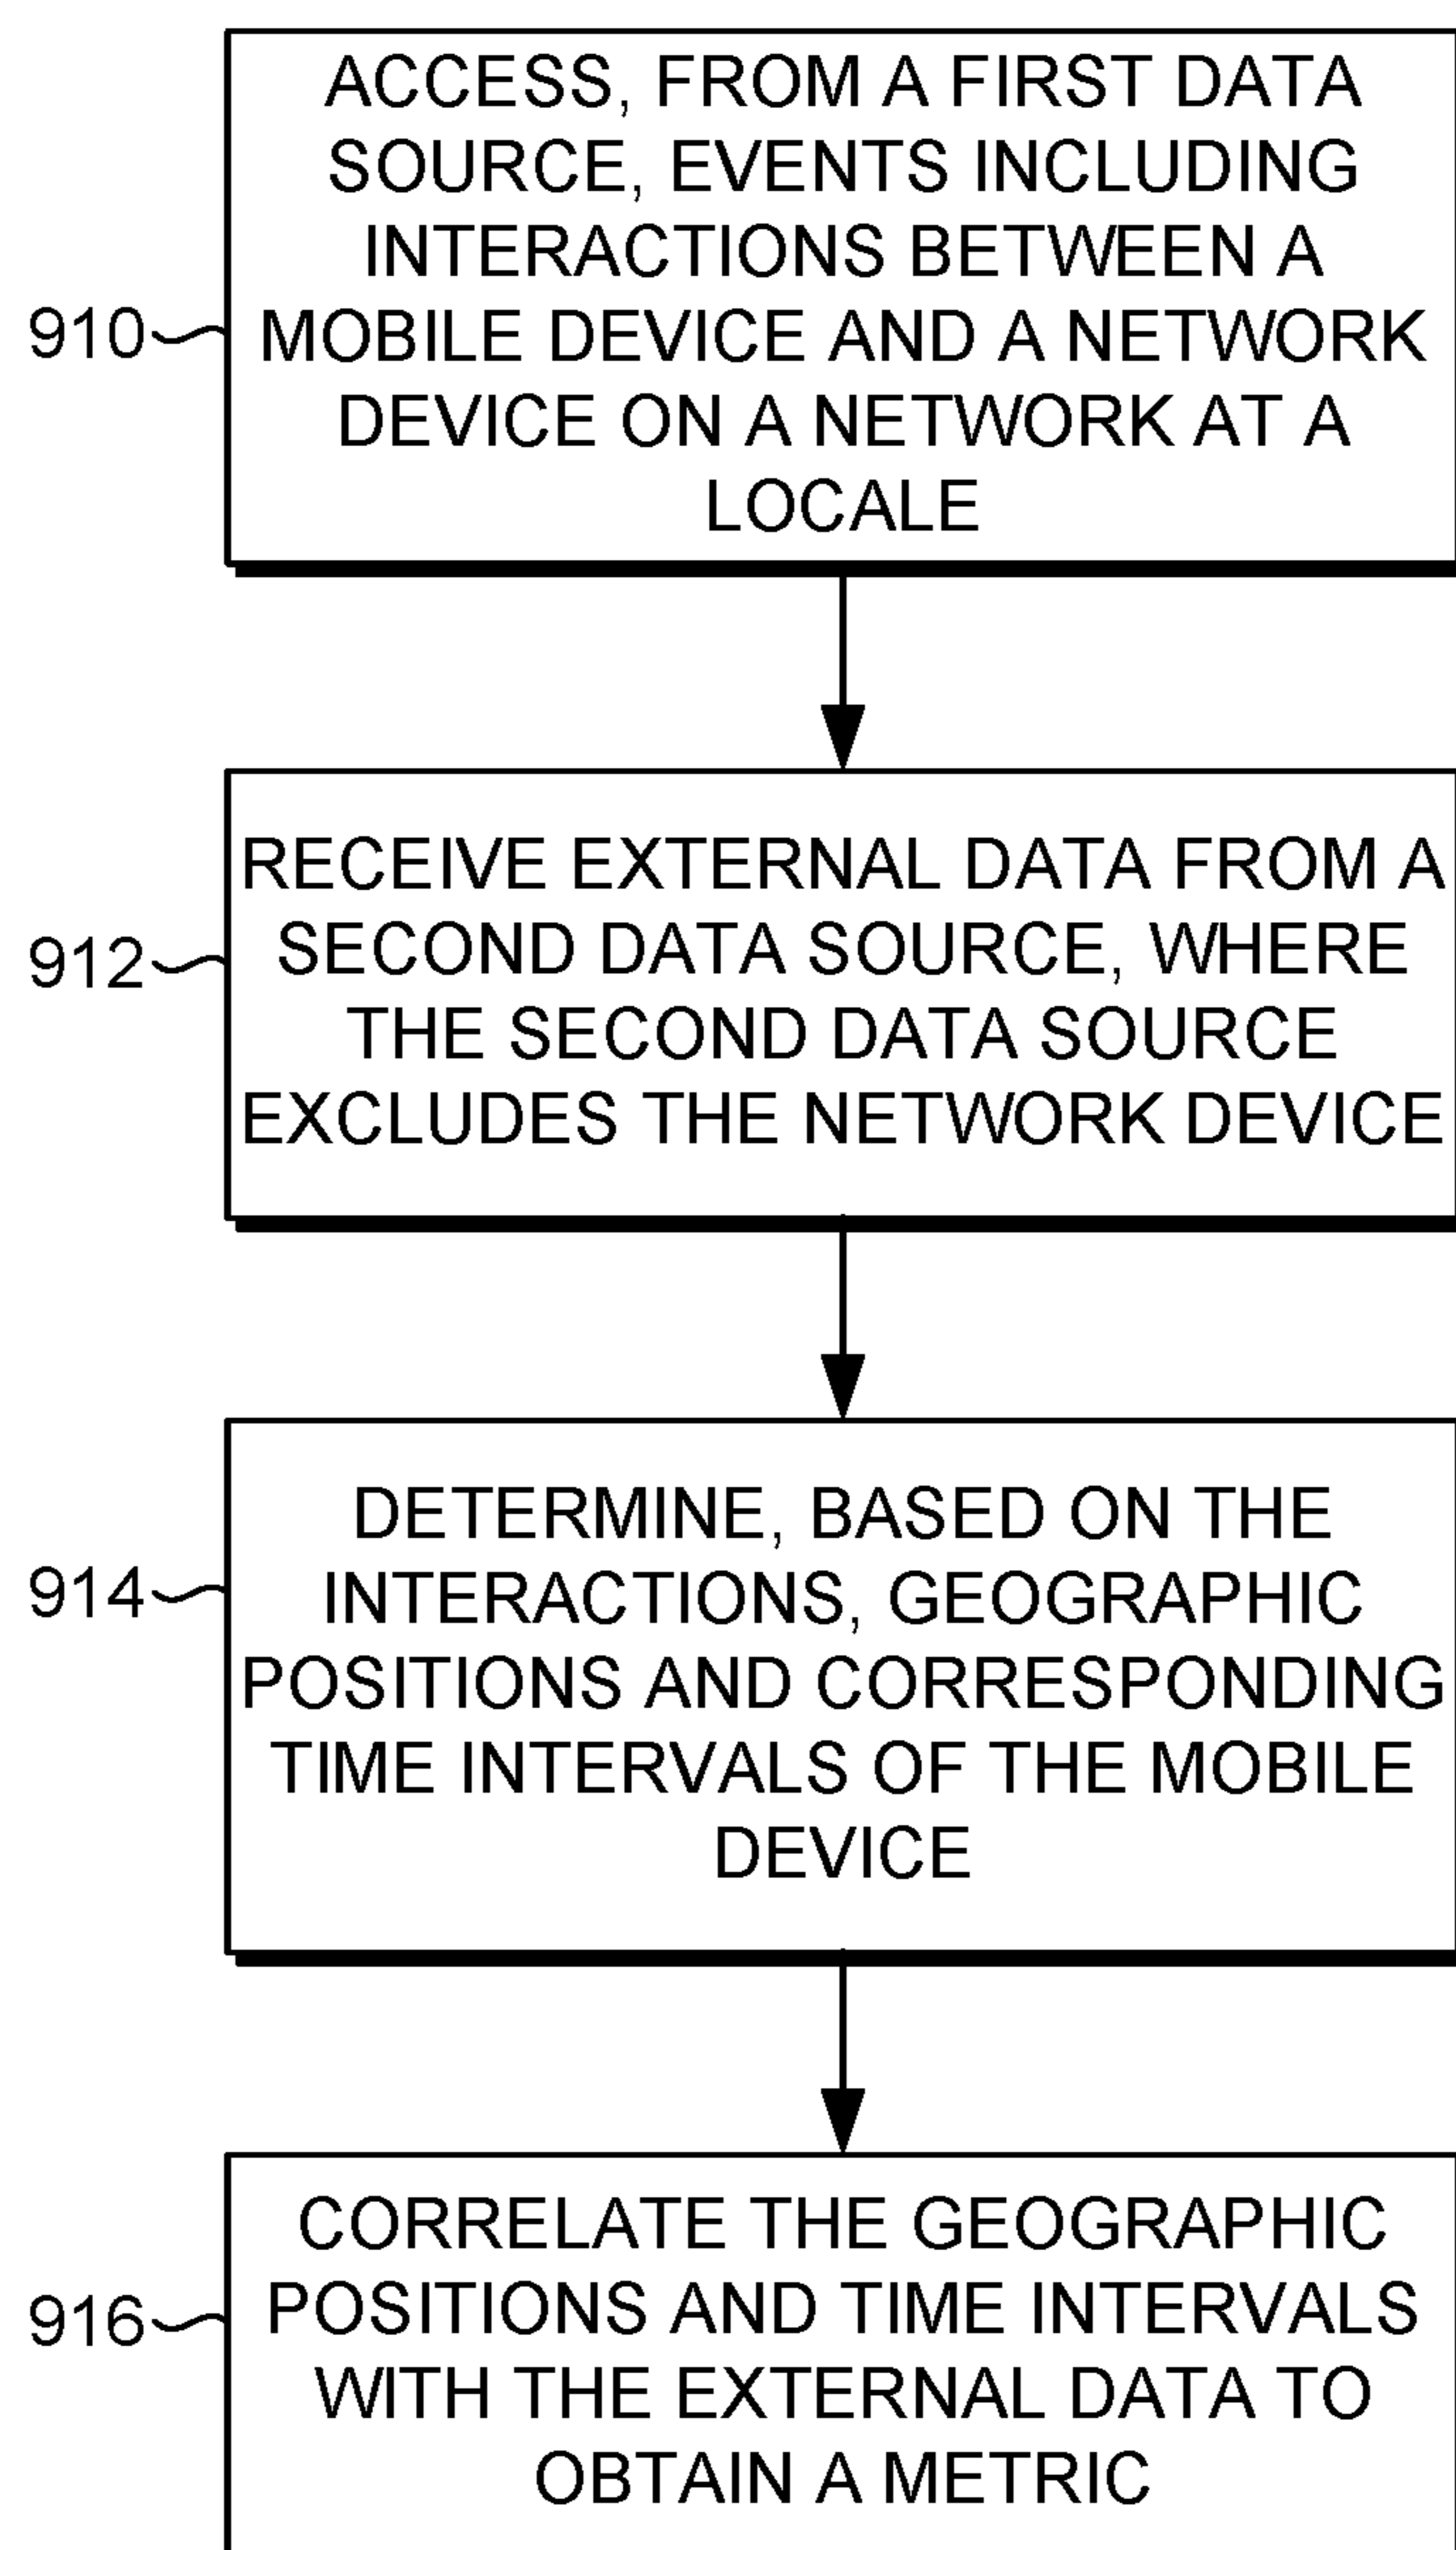 ACCESS, FROM A FIRST DATA
SOURCE, EVENTS INCLUDING
INTERACTIONS BETWEEN A
910
MOBILE DEVICE AND A NETWORK
DEVICE ON A NETWORK AT A
LOCALE
RECEIVE EXTERNAL DATA FROM A
912
SECOND DATA SOURCE, WHERE
THE SECOND DATA SOURCE
EXCLUDES THE NETWORK DEVICE
DETERMINE, BASED ON THE
914
INTERACTIONS, GEOGRAPHIC
POSITIONS AND CORRESPONDING
TIME INTERVALS OF THE MOBILE
DEVICE
CORRELATE THE GEOGRAPHIC
916
POSITIONS AND TIME INTERVALS
WITH THE EXTERNAL DATA TO
OBTAIN A METRIC